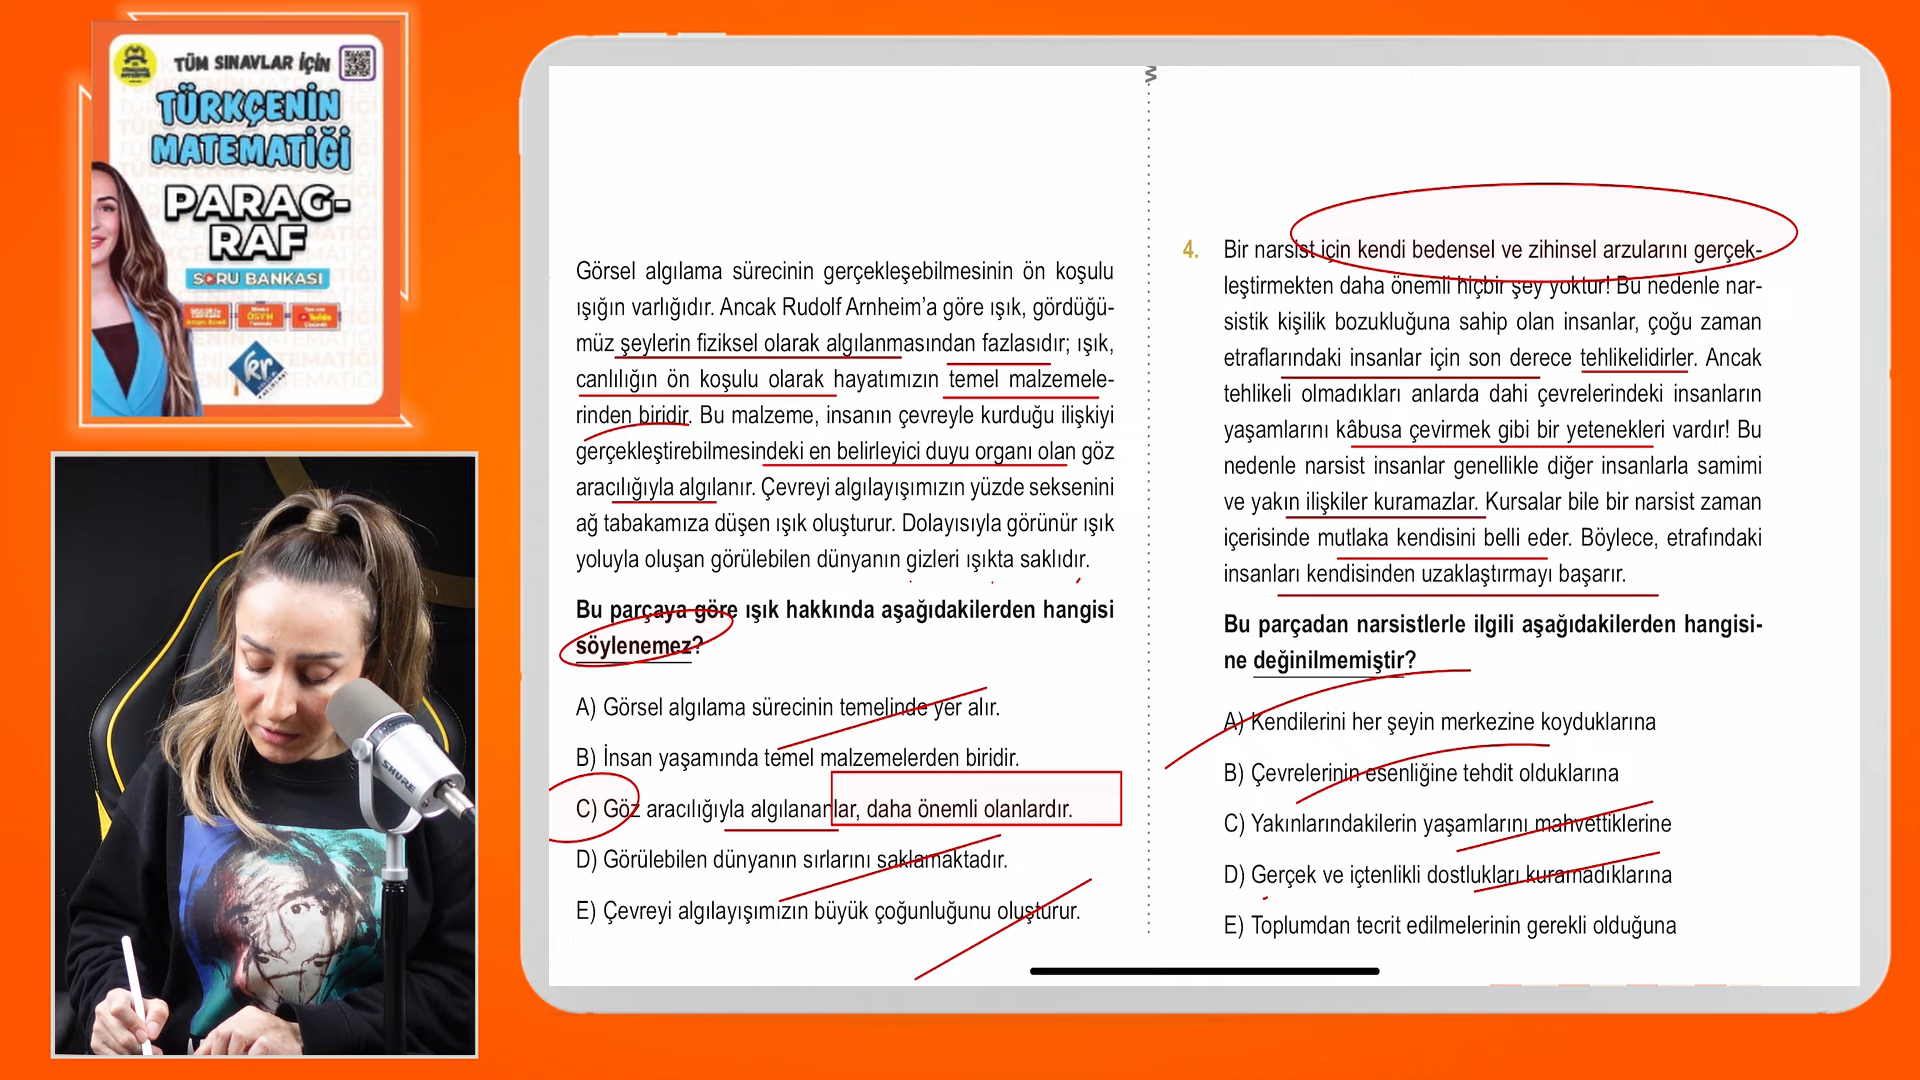 TÜM SINAVLAR İÇİN
TÜRKÇENİN
MATEMATİĞİ
PARAG-
RAF
SORU BANKASI
ÖSYM
kr
SHURE
Görsel algılama sürecinin gerçekleşebilmesinin ön koşulu
ışığın varlığıdır. Ancak Rudolf Arnheim’a göre ışık, gördüğü-
müz şeylerin fiziksel olarak algılanmasından fazlasıdır; ışık,
canlılığın ön koşulu olarak hayatımızın temel malzemele-
rinden biridir. Bu malzeme, insanın çevreyle kurduğu ilişkiyi
gerçekleştirebilmesindeki en belirleyici duyu organı olan göz
aracılığıyla algılanır. Çevreyi algılayışımızın yüzde seksenini
ağ tabakamıza düşen ışık oluşturur. Dolayısıyla görünür ışık
yoluyla oluşan görülebilen dünyanın gizleri ışıkta saklıdır.
Bu parçaya göre ışık hakkında aşağıdakilerden hangisi
söylenemez?
A) Görsel algılama sürecinin temelinde yer alır.
B) İnsan yaşamında temel malzemelerden biridir.
C) Göz aracılığıyla algılananlar, daha önemli olanlardır.
D) Görülebilen dünyanın sırlarını saklamaktadır.
E) Çevreyi algılayışımızın büyük çoğunluğunu oluşturur.
4. Bir narsist için kendi bedensel ve zihinsel arzularını gerçek-
leştirmekten daha önemli hiçbir şey yoktur! Bu nedenle nar-
sistik kişilik bozukluğuna sahip olan insanlar, çoğu zaman
etraflarındaki insanlar için son derece tehlikelidirler. Ancak
tehlikeli olmadıkları anlarda dahi çevrelerindeki insanların
yaşamlarını kâbusa çevirmek gibi bir yetenekleri vardır! Bu
nedenle narsist insanlar genellikle diğer insanlarla samimi
ve yakın ilişkiler kuramazlar. Kursalar bile bir narsist zaman
içerisinde mutlaka kendisini belli eder. Böylece, etrafındaki
insanları kendisinden uzaklaştırmayı başarır.
Bu parçadan narsistlerle ilgili aşağıdakilerden hangisi-
ne değinilmemiştir?
A) Kendilerini her şeyin merkezine koyduklarına
B) Çevrelerinin esenliğine tehdit olduklarına
C) Yakınlarındakilerin yaşamlarını mahvettiklerine
D) Gerçek ve içtenlikli dostlukları kuramadıklarına
E) Toplumdan tecrit edilmelerinin gerekli olduğuna